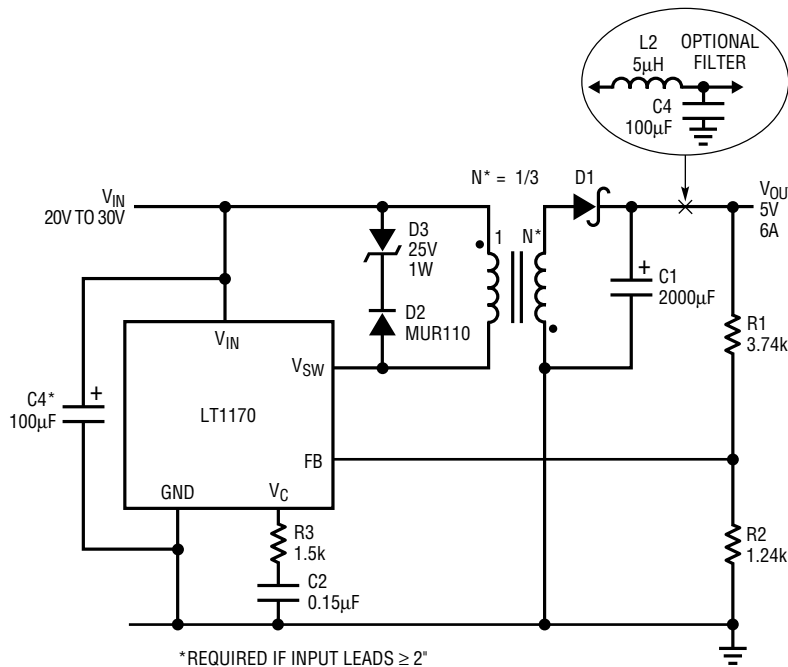 L2
5µH
OPTIONAL
FILTER
C4
100µF
N* = 1/3
D1
V_IN
20V TO 30V
D3
25V
1W
1
N*
V_OU
5V
6A
+
C1
2000µF
D2
MUR110
R1
3.74k
V_IN
V_SW
C4*
100µF
+
LT1170
FB
GND
V_C
R3
1.5k
R2
1.24k
C2
0.15µF
*REQUIRED IF INPUT LEADS ≥ 2"